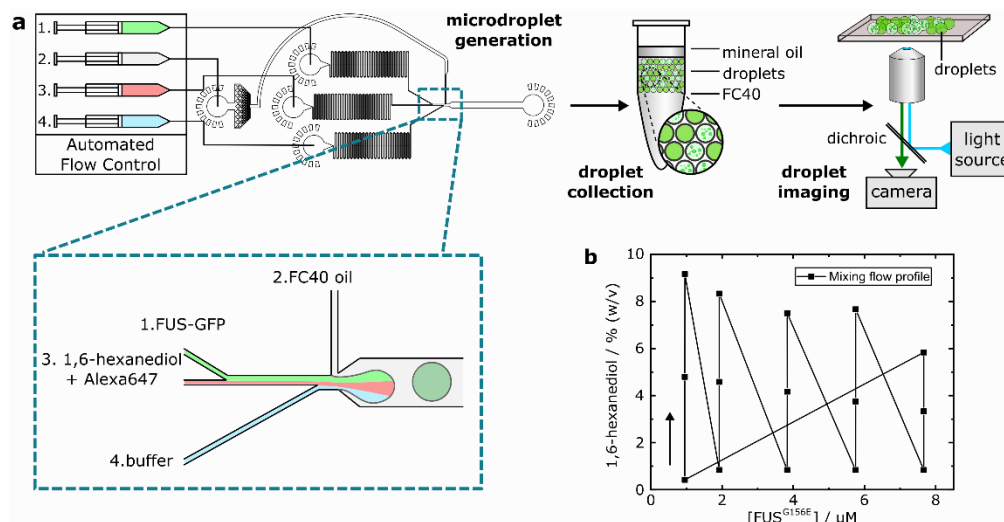 a
1.
2.
3.
4.
Automated
Flow Control
microdroplet
generation
mineral oil
droplets
FC40
droplet
collection
droplets
dichroic
light
source
camera
droplet
imaging
2.FC40 oil
1.FUS-GFP
3. 1,6-hexanediol
+ Alexa647
4.buffer
b
Mixing flow profile
1,6-hexanediol / % (w/v)
10
8
6
4
2
0
0 2 4 6 8
[FUS^G156E] / µM